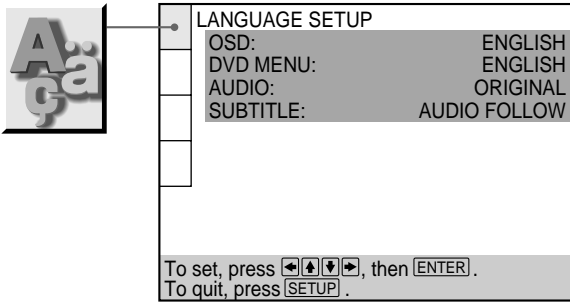 Aäç
LANGUAGE SETUP
OSD: ENGLISH
DVD MENU: ENGLISH
AUDIO: ORIGINAL
SUBTITLE: AUDIO FOLLOW
To set, press ←↑↓→, then ENTER.
To quit, press SETUP.